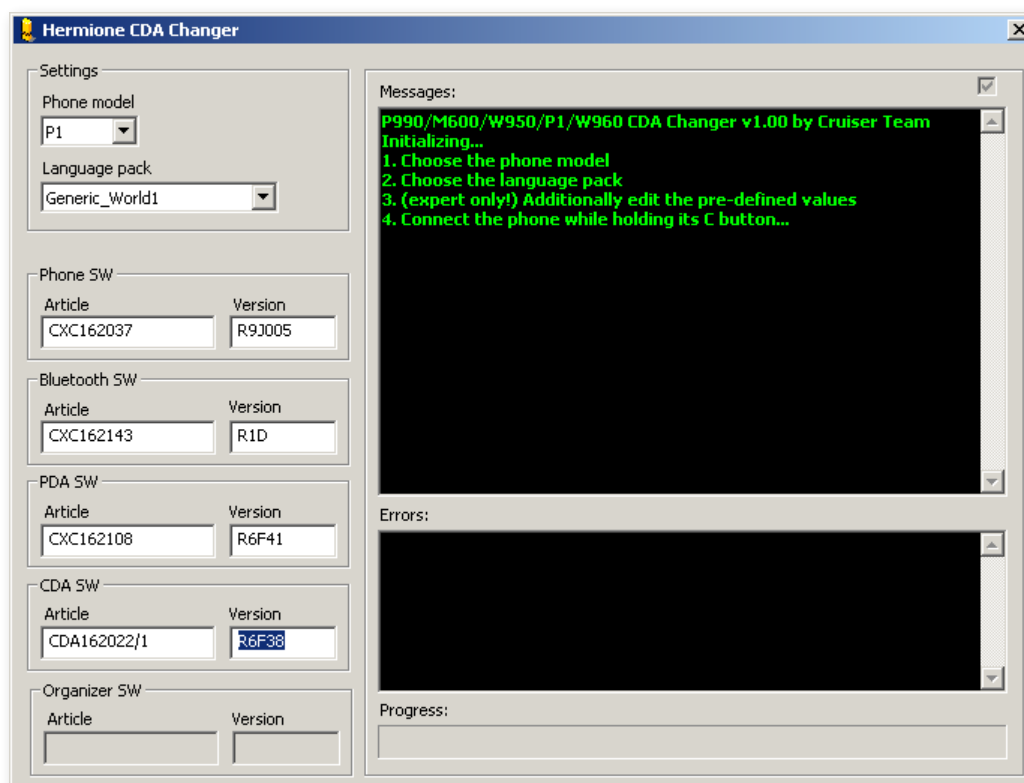 Hermione CDA Changer
Settings
Phone model
P1
Language pack
Generic_World1
Phone SW
Article Version
CXC162037 R9J005
Bluetooth SW
Article Version
CXC162143 R1D
PDA SW
Article Version
CXC162108 R6F41
CDA SW
Article Version
CDA162022/1 R6F38
Organizer SW
Article Version
Messages:
P990/M600/W950/P1/W960 CDA Changer v1.00 by Cruiser Team
Initializing...
1. Choose the phone model
2. Choose the language pack
3. (expert only!) Additionally edit the pre-defined values
4. Connect the phone while holding its C button...
Errors:
Progress: